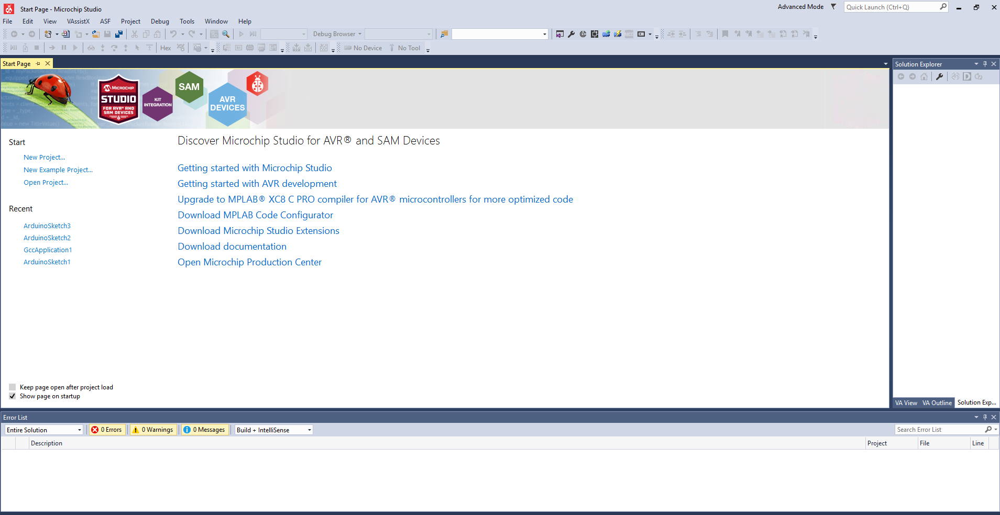 Start Page - Microchip Studio
Advanced Mode
Quick Launch (Ctrl+Q)
File Edit View VAssistX ASF Project Debug Tools Window Help
Debug Browser
Hex
No Device
No Tool
Start Page
Solution Explorer
MICROCHIP
STUDIO
FOR AVR® AND
SAM DEVICES
KIT
INTEGRATION
SAM
AVR
DEVICES
Start
New Project...
New Example Project...
Open Project...
Recent
ArduinoSketch3
ArduinoSketch2
GccApplication1
ArduinoSketch1
Discover Microchip Studio for AVR® and SAM Devices
Getting started with Microchip Studio
Getting started with AVR development
Upgrade to MPLAB® XC8 C PRO compiler for AVR® microcontrollers for more optimized code
Download MPLAB Code Configurator
Download Microchip Studio Extensions
Download documentation
Open Microchip Production Center
Keep page open after project load
Show page on startup
VA View VA Outline Solution Exp...
Error List
Entire Solution
0 Errors
0 Warnings
0 Messages
Build + IntelliSense
Search Error List
Description Project File Line